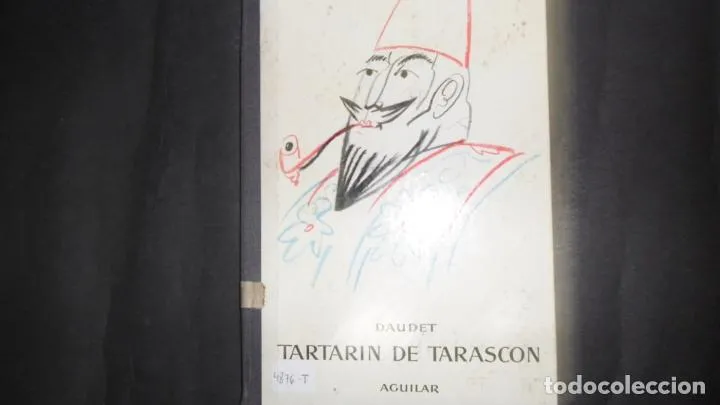 DAUDET
TARTARIN DE TARASCON
4876-T
AGUILAR
todocoleccion